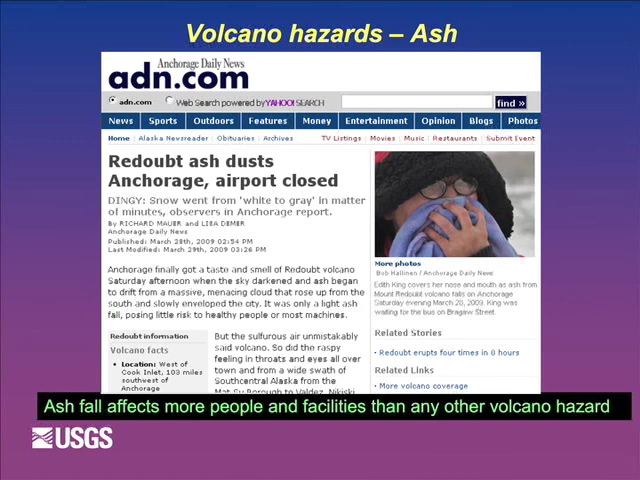 Volcano hazards – Ash
Anchorage Daily News
adn.com
adn.com Web Search powered by YAHOO! SEARCH find »
News Sports Outdoors Features Money Entertainment Opinion Blogs Photos
Home Alaska Newsreader Obituaries Archives TV Listings Movies Music Restaurants Submit Event
Redoubt ash dusts
Anchorage, airport closed
DINGY: Snow went from 'white to gray' in matter
of minutes, observers in Anchorage report.
By RICHARD MAUER and LISA DEMER
Anchorage Daily News
Published: March 28th, 2009 02:54 PM
Last Modified: March 29th, 2009 03:26 PM
Anchorage finally got a taste and smell of Redoubt volcano
Saturday afternoon when the sky darkened and ash began
to drift from a massive, menacing cloud that rose up from the
south and slowly enveloped the city. It was only a light ash
fall, posing little risk to healthy people or most machines.
Redoubt information
Volcano facts
• Location: West of
Cook Inlet, 103 miles
southwest of
Anchorage
But the sulfurous air unmistakably
said volcano. So did the raspy
feeling in throats and eyes all over
town and from a wide swath of
Southcentral Alaska from the
Mat-Su Borough to Valdez, Nikiski
More photos
Bob Hallinen / Anchorage Daily News
Edith King covers her nose and mouth as ash from
Mount Redoubt volcano falls on Anchorage
Saturday evening March 28, 2009. King was
waiting for the bus on Bragaw Street.
Related Stories
Redoubt erupts four times in 8 hours
Related Links
More volcano coverage
Ash fall affects more people and facilities than any other volcano hazard
USGS